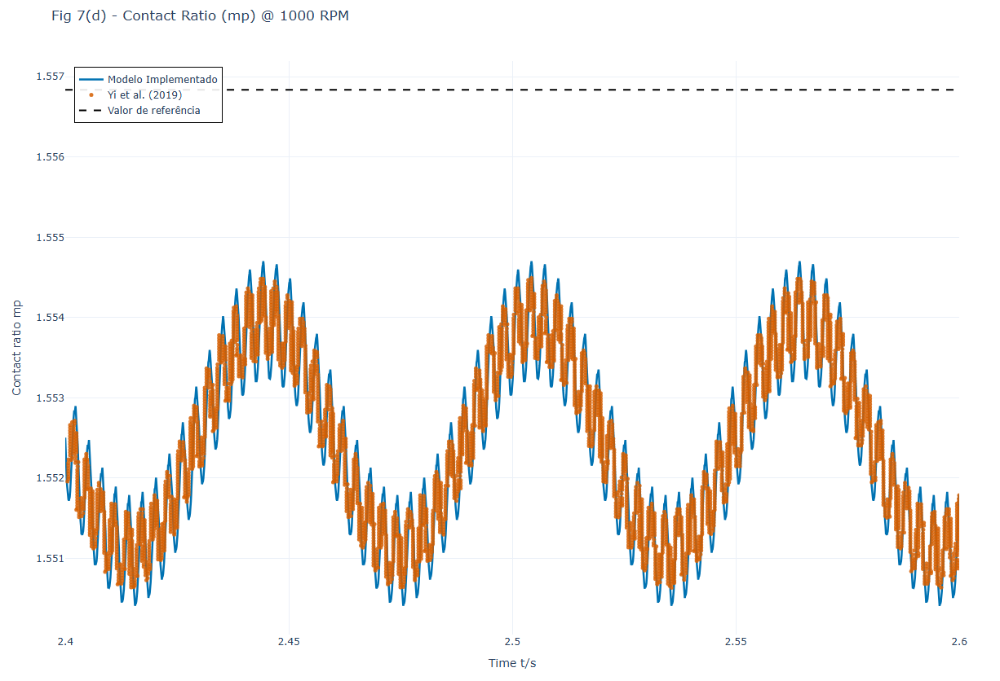 Fig 7(d) - Contact Ratio (mp) @ 1000 RPM
Modelo Implementado
Yi et al. (2019)
Valor de referência
1.557
1.556
1.555
1.554
1.553
1.552
1.551
Contact ratio mp
2.4
2.45
2.5
2.55
2.6
Time t/s